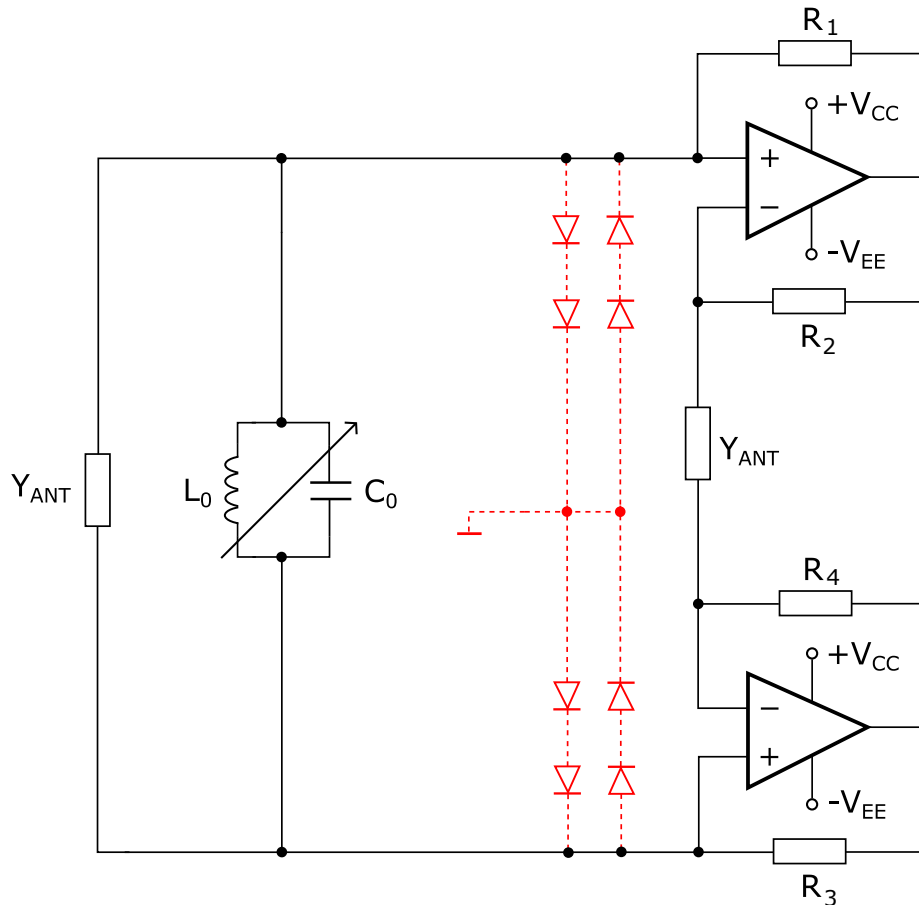 R1
+VCC
+
−
-VEE
R2
YANT
YANT
L0
C0
R4
+VCC
−
+
-VEE
R3